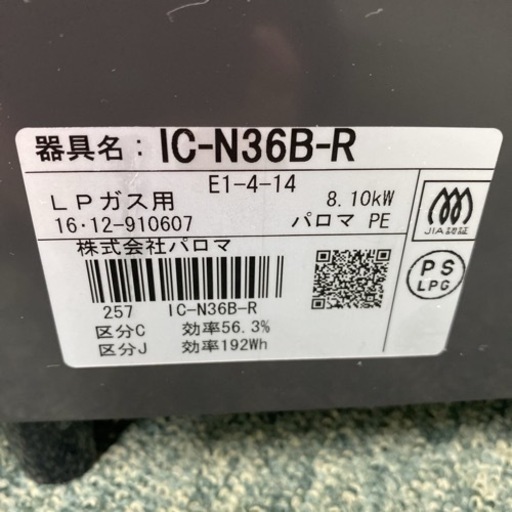 器具名：IC-N36B-R
E1-4-14
LPガス用 8.10kW
16･12-910607 パロマ PE
株式会社パロマ
257 IC-N36B-R
区分C 効率56.3%
区分J 効率192Wh
JIA認証
PS
LPG